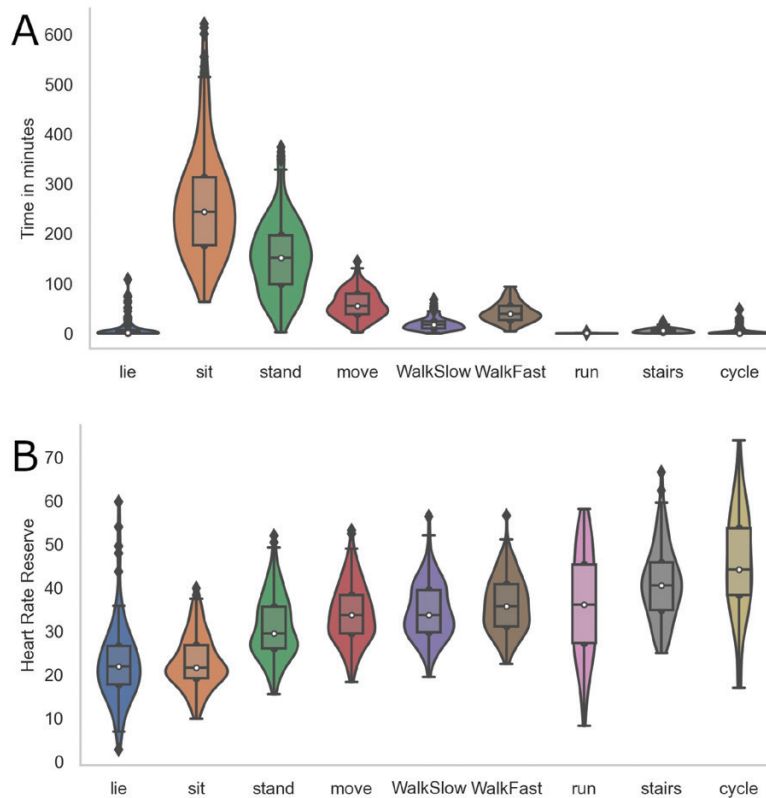 A
600
500
400
300
200
100
0
Time in minutes
lie sit stand move WalkSlow WalkFast run stairs cycle
B
70
60
50
40
30
20
10
0
Heart Rate Reserve
lie sit stand move WalkSlow WalkFast run stairs cycle